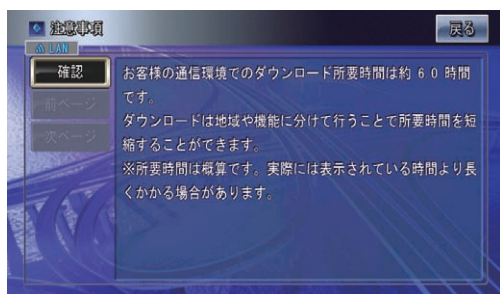 注意事項
戻る
LAN
確認
前ページ
次ページ
お客様の通信環境でのダウンロード所要時間は約60時間
です。
ダウンロードは地域や機能に分けて行うことで所要時間を短
縮することができます。
※所要時間は概算です。実際には表示されている時間より長
くかかる場合があります。